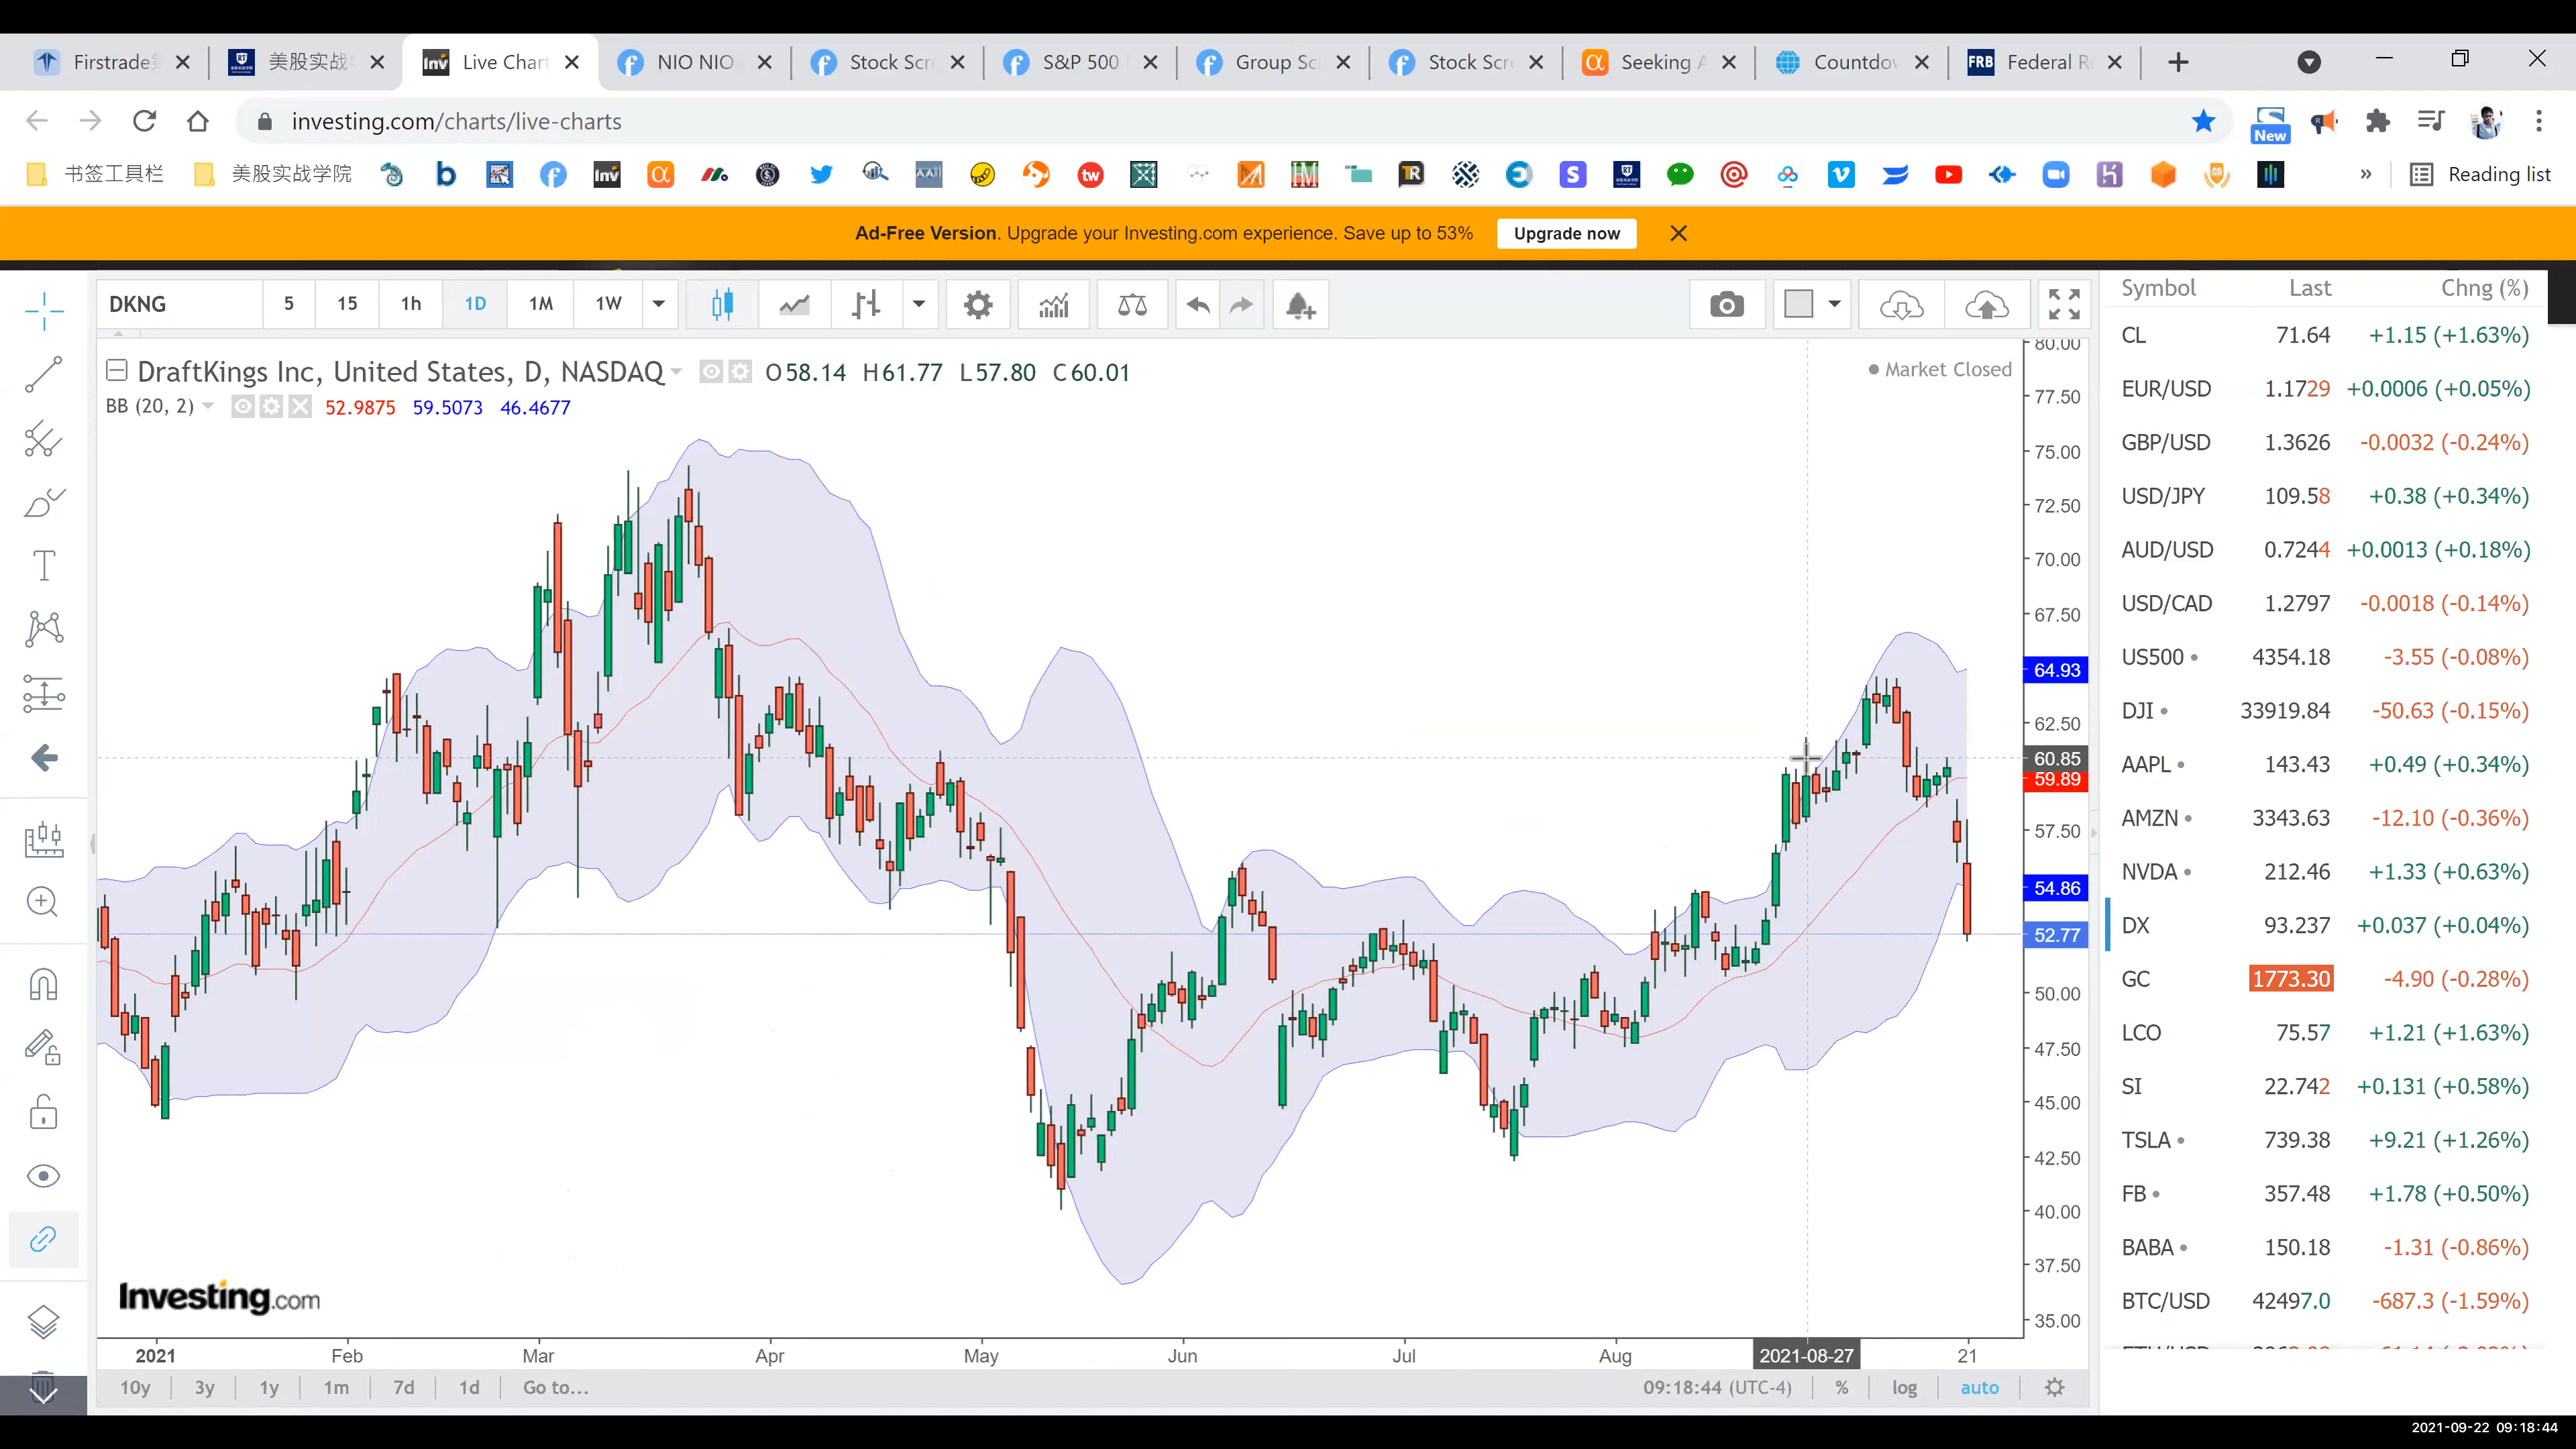 Firstrade
美股实战
Live Char
NIO NIO
Stock Scr
S&P 500
Group Sc
Stock Scr
Seeking
Countdo
Federal R
investing.com/charts/live-charts
New
书签工具栏
美股实战学院
Reading list
Ad-Free Version. Upgrade your Investing.com experience. Save up to 53%
Upgrade now
DKNG
5
15
1h
1D
1M
1W
DraftKings Inc, United States, D, NASDAQ
O58.14 H61.77 L57.80 C60.01
Market Closed
BB (20, 2)
52.9875 59.5073 46.4677
80.00
77.50
75.00
72.50
70.00
67.50
64.93
62.50
60.85
59.89
57.50
54.86
52.77
50.00
47.50
45.00
42.50
40.00
37.50
35.00
Investing.com
2021 Feb Mar Apr May Jun Jul Aug 2021-08-27 21
10y 3y 1y 1m 7d 1d Go to...
09:18:44 (UTC-4) % log auto
Symbol Last Chng (%)
CL 71.64 +1.15 (+1.63%)
EUR/USD 1.1729 +0.0006 (+0.05%)
GBP/USD 1.3626 -0.0032 (-0.24%)
USD/JPY 109.58 +0.38 (+0.34%)
AUD/USD 0.7244 +0.0013 (+0.18%)
USD/CAD 1.2797 -0.0018 (-0.14%)
US500 4354.18 -3.55 (-0.08%)
DJI 33919.84 -50.63 (-0.15%)
AAPL 143.43 +0.49 (+0.34%)
AMZN 3343.63 -12.10 (-0.36%)
NVDA 212.46 +1.33 (+0.63%)
DX 93.237 +0.037 (+0.04%)
GC 1773.30 -4.90 (-0.28%)
LCO 75.57 +1.21 (+1.63%)
SI 22.742 +0.131 (+0.58%)
TSLA 739.38 +9.21 (+1.26%)
FB 357.48 +1.78 (+0.50%)
BABA 150.18 -1.31 (-0.86%)
BTC/USD 42497.0 -687.3 (-1.59%)
2021-09-22 09:18:44